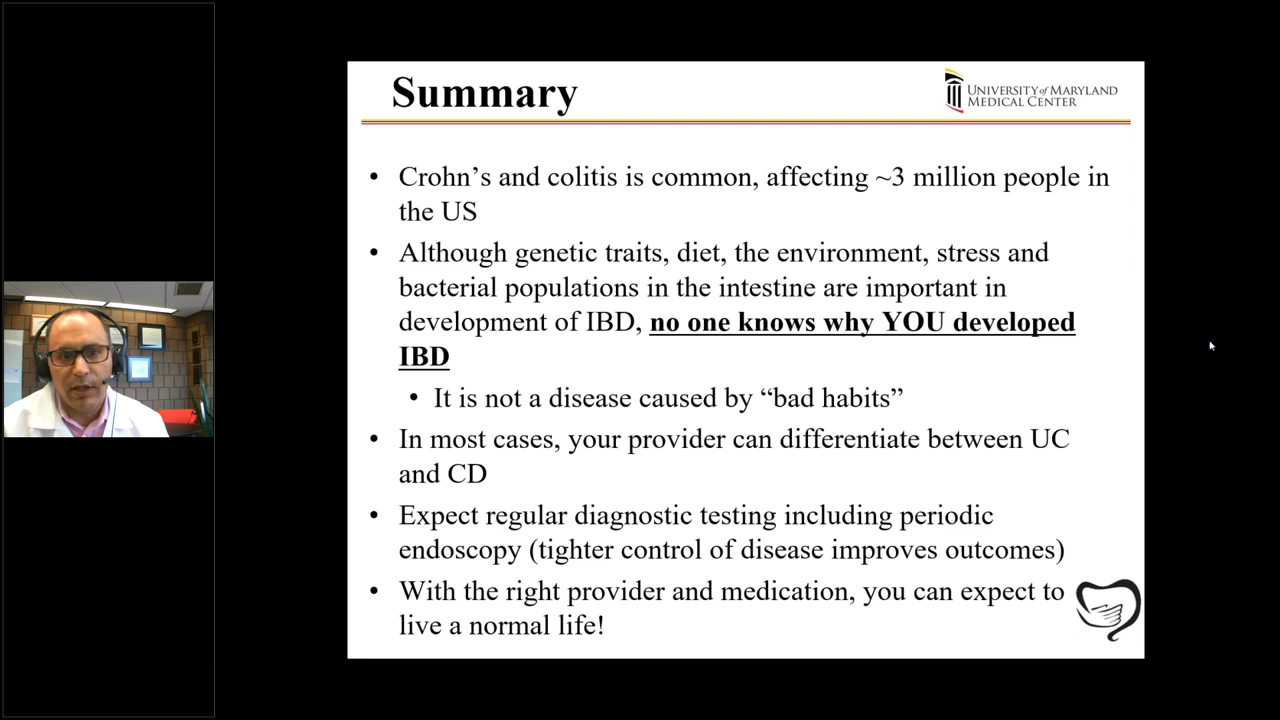 Summary
UNIVERSITY of MARYLAND
MEDICAL CENTER
• Crohn’s and colitis is common, affecting ~3 million people in
the US
• Although genetic traits, diet, the environment, stress and
bacterial populations in the intestine are important in
development of IBD, no one knows why YOU developed
IBD
• It is not a disease caused by “bad habits”
• In most cases, your provider can differentiate between UC
and CD
• Expect regular diagnostic testing including periodic
endoscopy (tighter control of disease improves outcomes)
• With the right provider and medication, you can expect to
live a normal life!